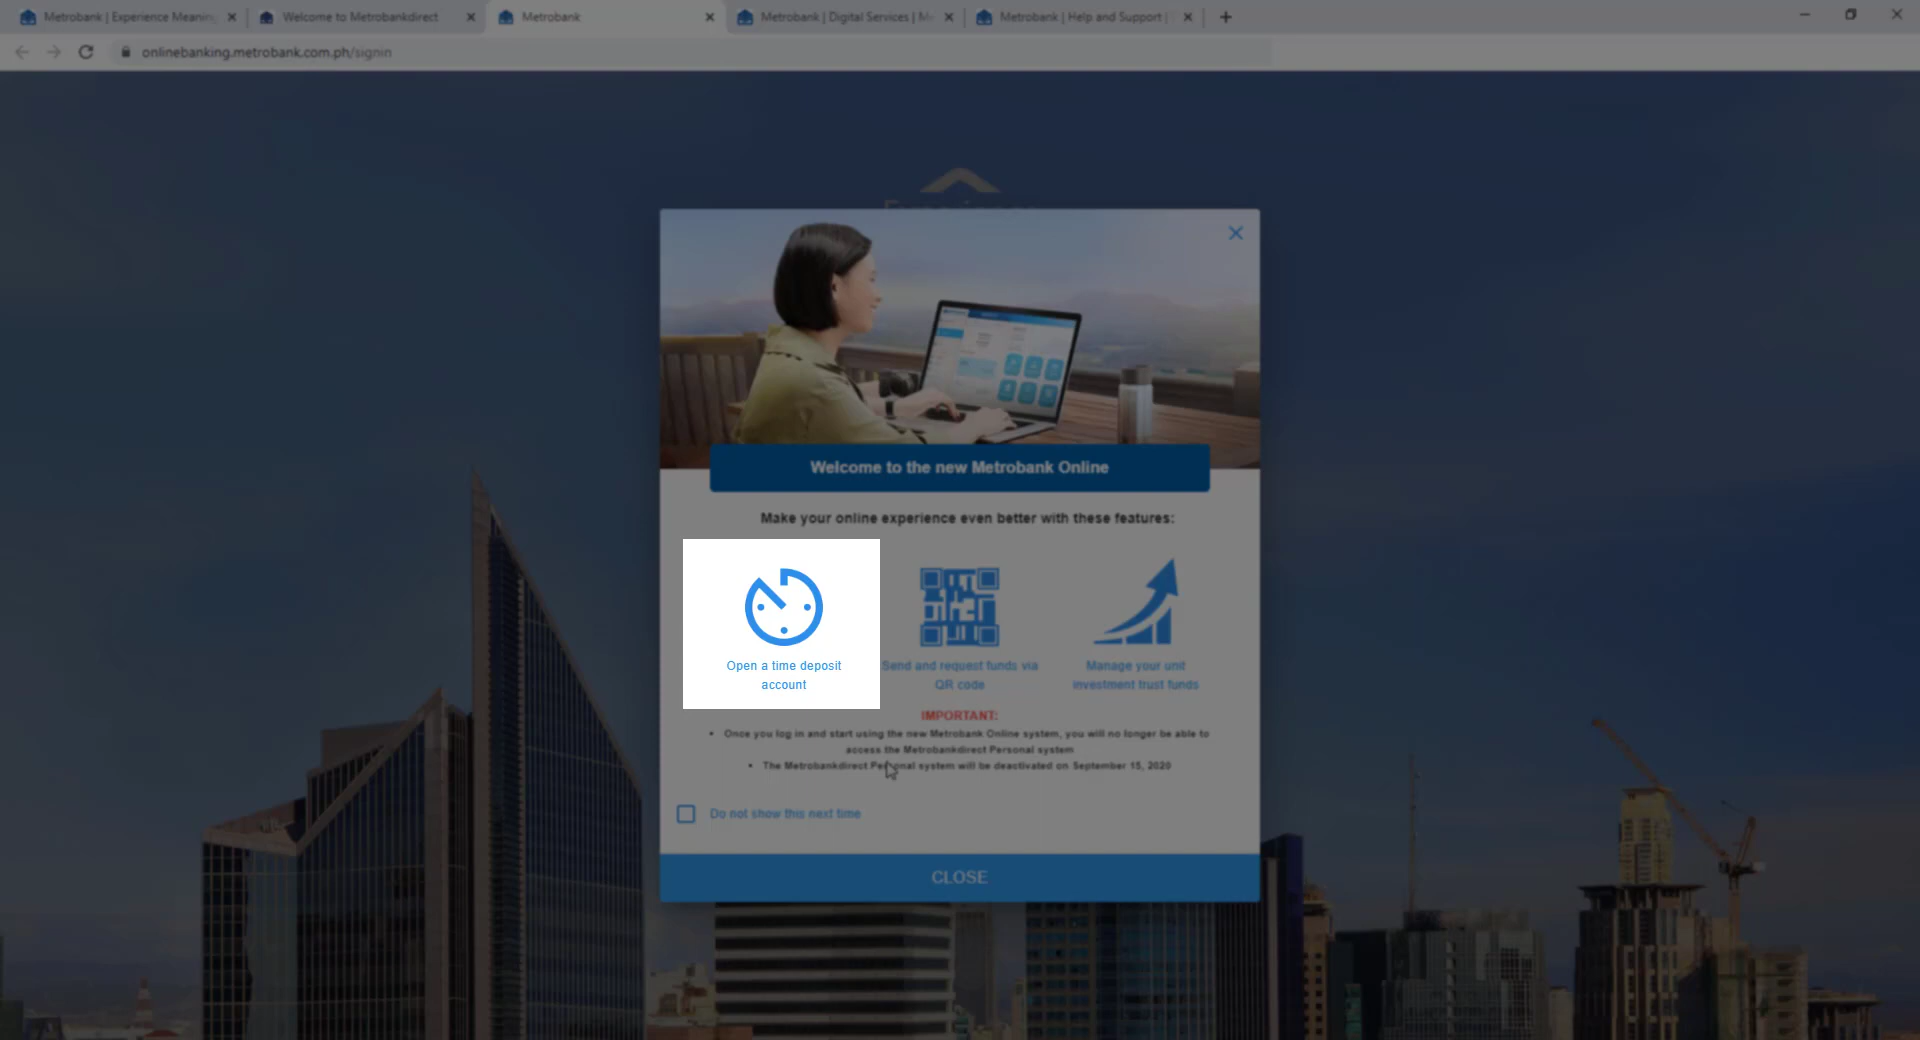 Metrobank | Experience Meanin
Welcome to Metrobankdirect
Metrobank
Metrobank | Digital Services | M
Metrobank | Help and Support |
onlinebanking.metrobank.com.ph/signin
Welcome to the new Metrobank Online
Make your online experience even better with these features:
Open a time deposit
account
Send and request funds via
QR code
Manage your unit
investment trust funds
IMPORTANT:
• Once you log in and start using the new Metrobank Online system, you will no longer be able to
access the Metrobankdirect Personal system
• The Metrobankdirect Personal system will be deactivated on September 15, 2020
Do not show this next time
CLOSE